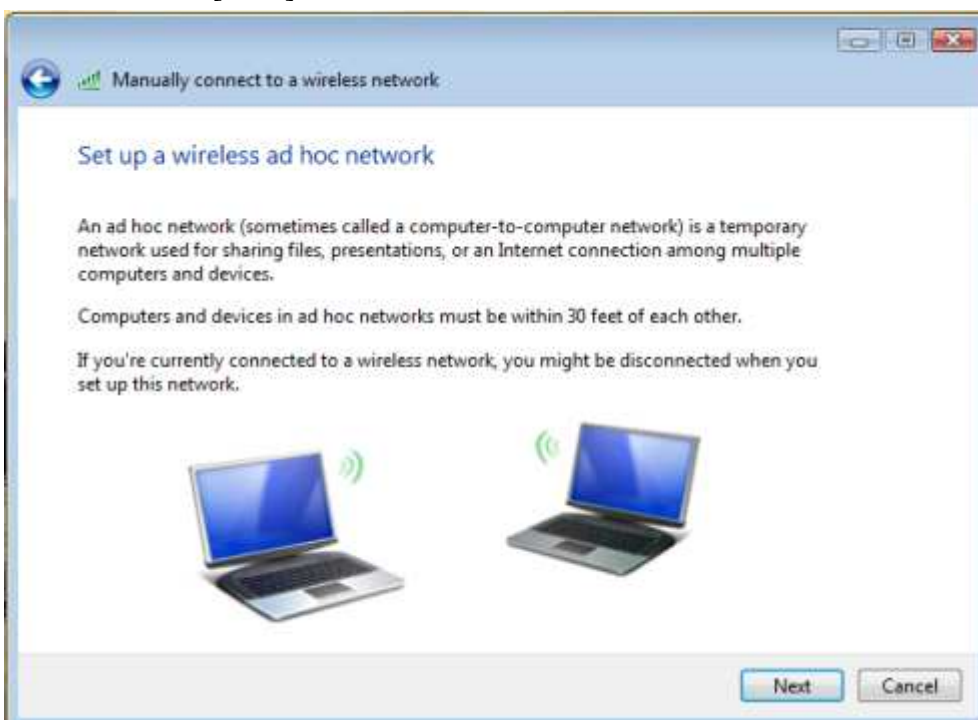 Manually connect to a wireless network
Set up a wireless ad hoc network
An ad hoc network (sometimes called a computer-to-computer network) is a temporary
network used for sharing files, presentations, or an Internet connection among multiple
computers and devices.
Computers and devices in ad hoc networks must be within 30 feet of each other.
If you're currently connected to a wireless network, you might be disconnected when you
set up this network.
Next Cancel